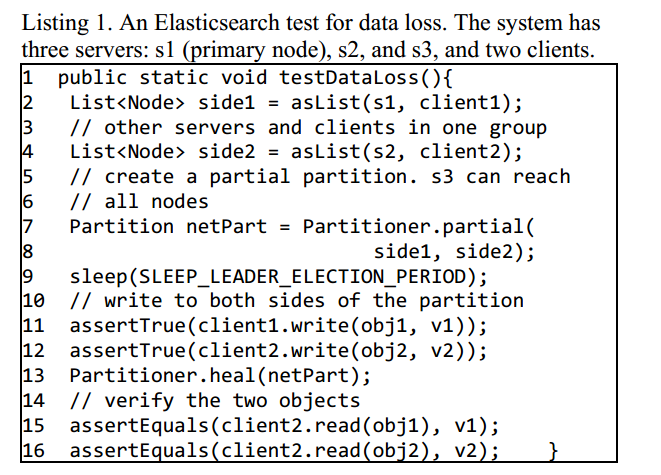 Listing 1. An Elasticsearch test for data loss. The system has
three servers: s1 (primary node), s2, and s3, and two clients.
1 public static void testDataLoss(){
2 List<Node> side1 = asList(s1, client1);
3 // other servers and clients in one group
4 List<Node> side2 = asList(s2, client2);
5 // create a partial partition. s3 can reach
6 // all nodes
7 Partition netPart = Partitioner.partial(
8 side1, side2);
9 sleep(SLEEP_LEADER_ELECTION_PERIOD);
10 // write to both sides of the partition
11 assertTrue(client1.write(obj1, v1));
12 assertTrue(client2.write(obj2, v2));
13 Partitioner.heal(netPart);
14 // verify the two objects
15 assertEquals(client2.read(obj1), v1);
16 assertEquals(client2.read(obj2), v2); }